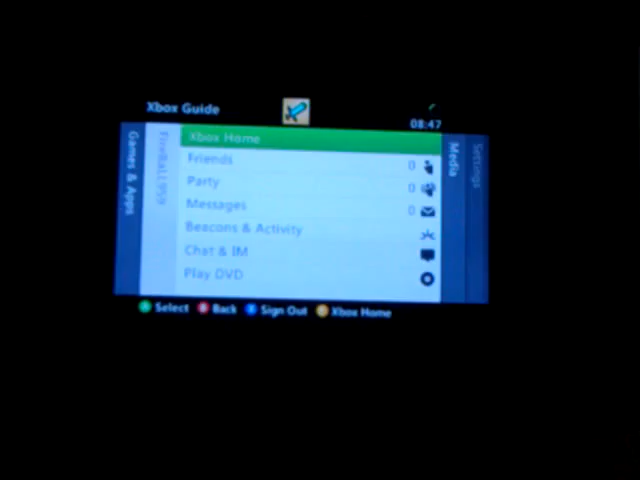 Xbox Guide
08:47
Games & Apps
FireBall1959
Xbox Home
Friends 0
Party 0
Messages 0
Beacons & Activity
Chat & IM
Play DVD
Media
Settings
A Select B Back X Sign Out Y Xbox Home